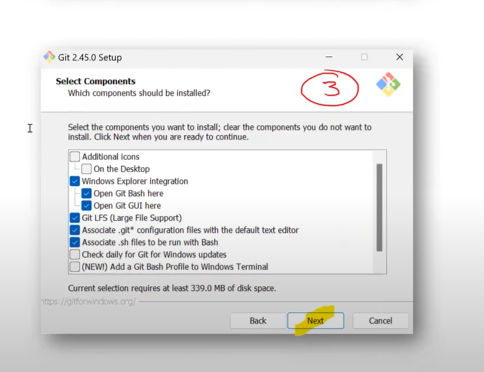 Git 2.45.0 Setup
Select Components
Which components should be installed?
3
Select the components you want to install; clear the components you do not want to
install. Click Next when you are ready to continue.
Additional icons
On the Desktop
Windows Explorer integration
Open Git Bash here
Open Git GUI here
Git LFS (Large File Support)
Associate .git* configuration files with the default text editor
Associate .sh files to be run with Bash
Check daily for Git for Windows updates
(NEW!) Add a Git Bash Profile to Windows Terminal
Current selection requires at least 339.0 MB of disk space.
https://gitforwindows.org/
Back Next Cancel